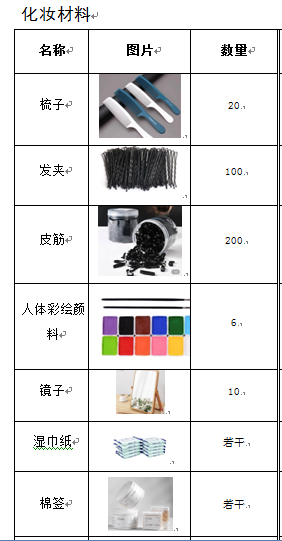 化妆材料
名称 图片 数量
梳子 20
发夹 100
皮筋 200
人体彩绘颜
料 6
镜子 10
湿巾纸 若干
棉签 若干